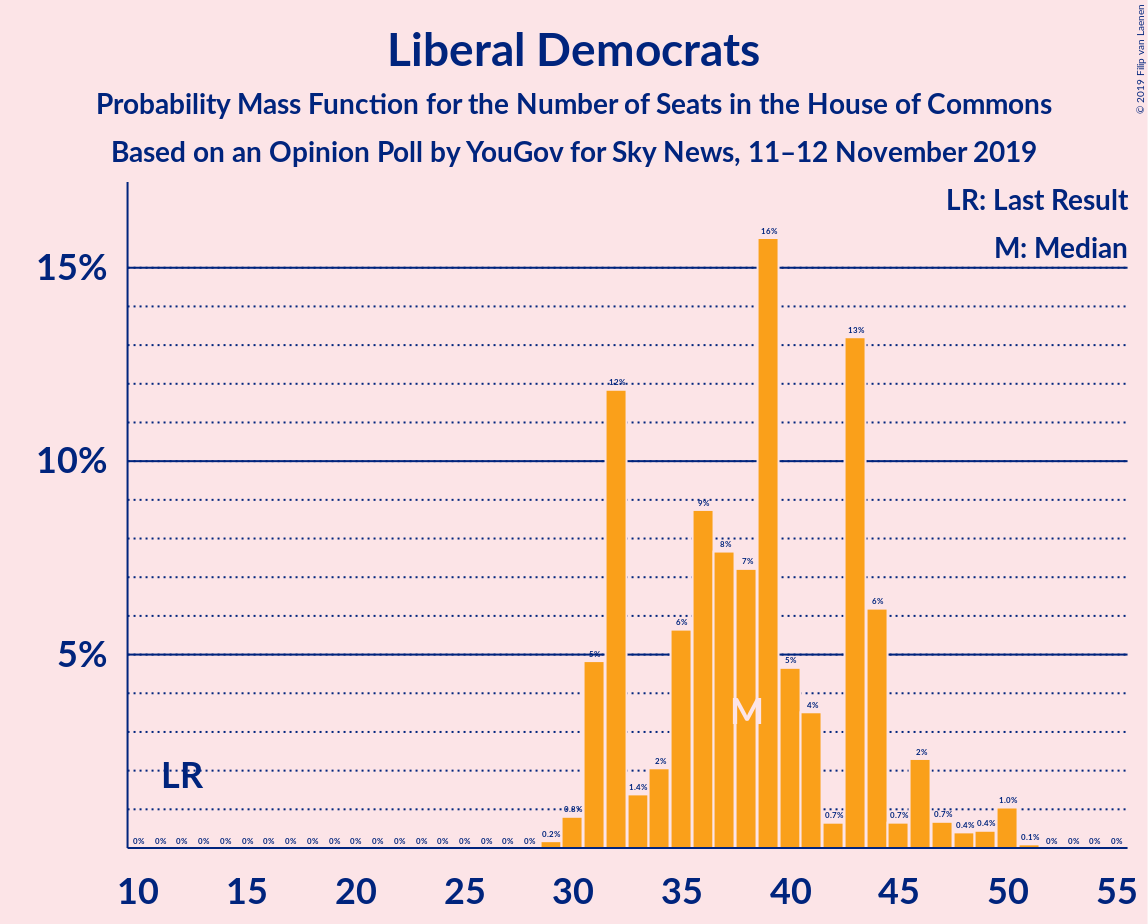 Liberal Democrats
Probability Mass Function for the Number of Seats in the House of Commons
Based on an Opinion Poll by YouGov for Sky News, 11–12 November 2019
© 2019 Filip van Laenen
LR: Last Result
M: Median
15%
10%
5%
LR
M
0% 0% 0% 0% 0% 0% 0% 0% 0% 0% 0% 0% 0% 0% 0% 0% 0% 0% 0% 0.2% 0.8% 5% 12% 1.4% 2% 6% 9% 8% 7% 16% 5% 4% 0.7% 13% 6% 0.7% 2% 0.7% 0.4% 0.4% 1.0% 0.1% 0% 0% 0% 0%
10 15 20 25 30 35 40 45 50 55